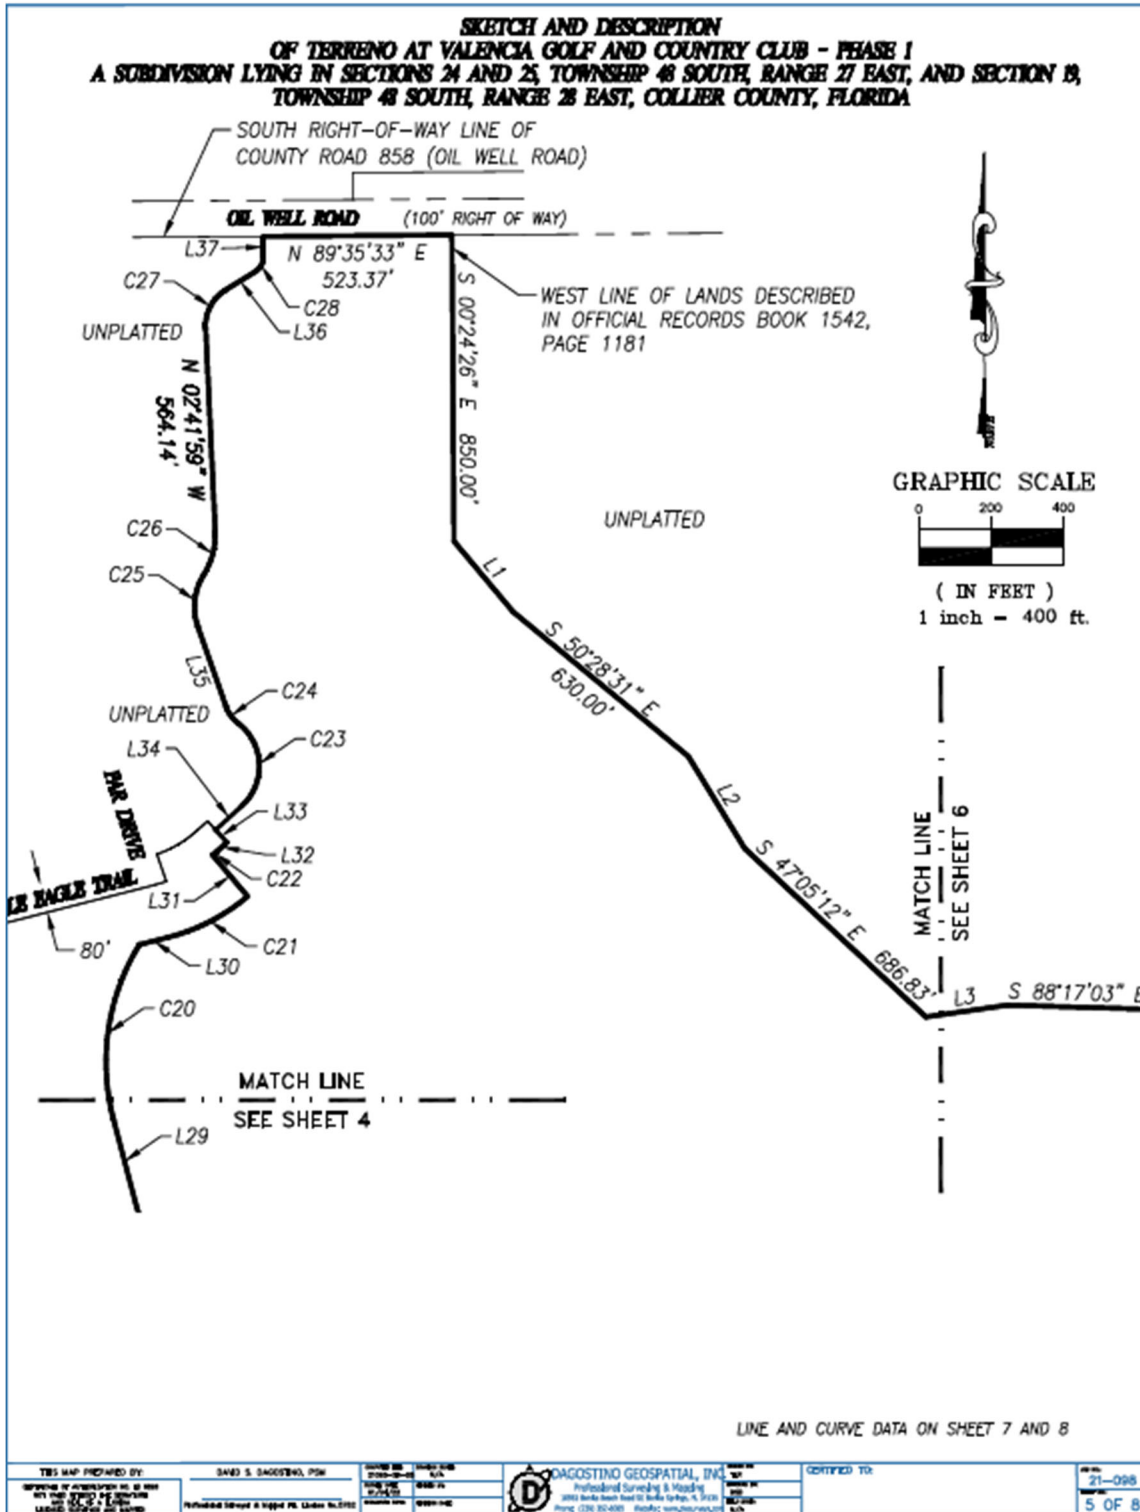 SKETCH AND DESCRIPTION
OF TERRENO AT VALENCIA GOLF AND COUNTRY CLUB - PHASE 1
A SUBDIVISION LYING IN SECTIONS 24 AND 25, TOWNSHIP 48 SOUTH, RANGE 27 EAST, AND SECTION 19,
TOWNSHIP 48 SOUTH, RANGE 28 EAST, COLLIER COUNTY, FLORIDA
SOUTH RIGHT-OF-WAY LINE OF
COUNTY ROAD 858 (OIL WELL ROAD)
OIL WELL ROAD (100' RIGHT OF WAY)
L37
N 89°35'33" E
523.37'
C27
C28
L36
UNPLATTED
S 00°24'26" E 850.00'
WEST LINE OF LANDS DESCRIBED
IN OFFICIAL RECORDS BOOK 1542,
PAGE 1181
N 02°41'59" W
564.14'
GRAPHIC SCALE
0 200 400
( IN FEET )
1 inch = 400 ft.
UNPLATTED
C26
C25
L1
S 50°28'31" E
630.00'
L35
C24
UNPLATTED
L34
C23
PAR DRIVE
L33
L32
C22
L31
LE EAGLE TRAIL
80'
C21
L30
C20
L2
S 47°05'12" E 686.83'
MATCH LINE
SEE SHEET 6
L3
S 88°17'03" E
MATCH LINE
SEE SHEET 4
L29
LINE AND CURVE DATA ON SHEET 7 AND 8
THIS MAP PREPARED BY:
DAVID S. DAGOSTINO, PSM
D
DAGOSTINO GEOSPATIAL, INC.
Professional Surveying & Mapping
CERTIFIED TO:
21-098
5 OF